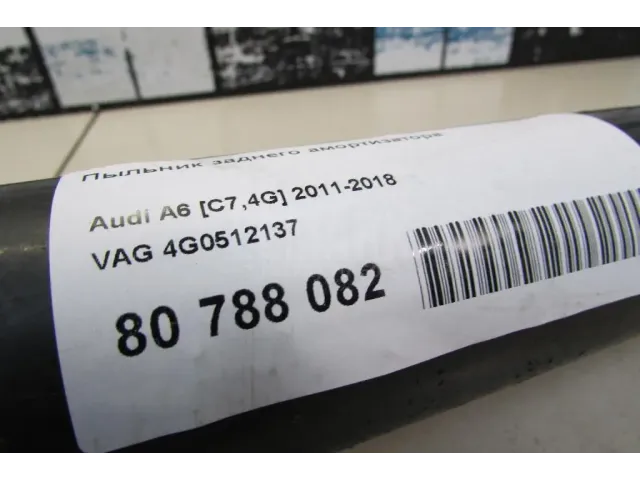 Пыльник заднего амортизатора
Audi A6 [C7,4G] 2011-2018
VAG 4G0512137
80 788 082